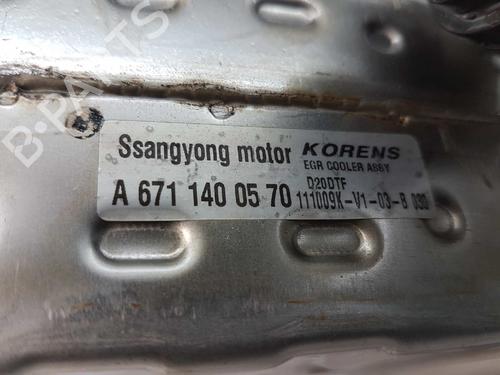 B-PARTS
Ssangyong motor KORENS
EGR COOLER ASSY
D20DTF
A 671 140 05 70 111009K-V1-03-B 030